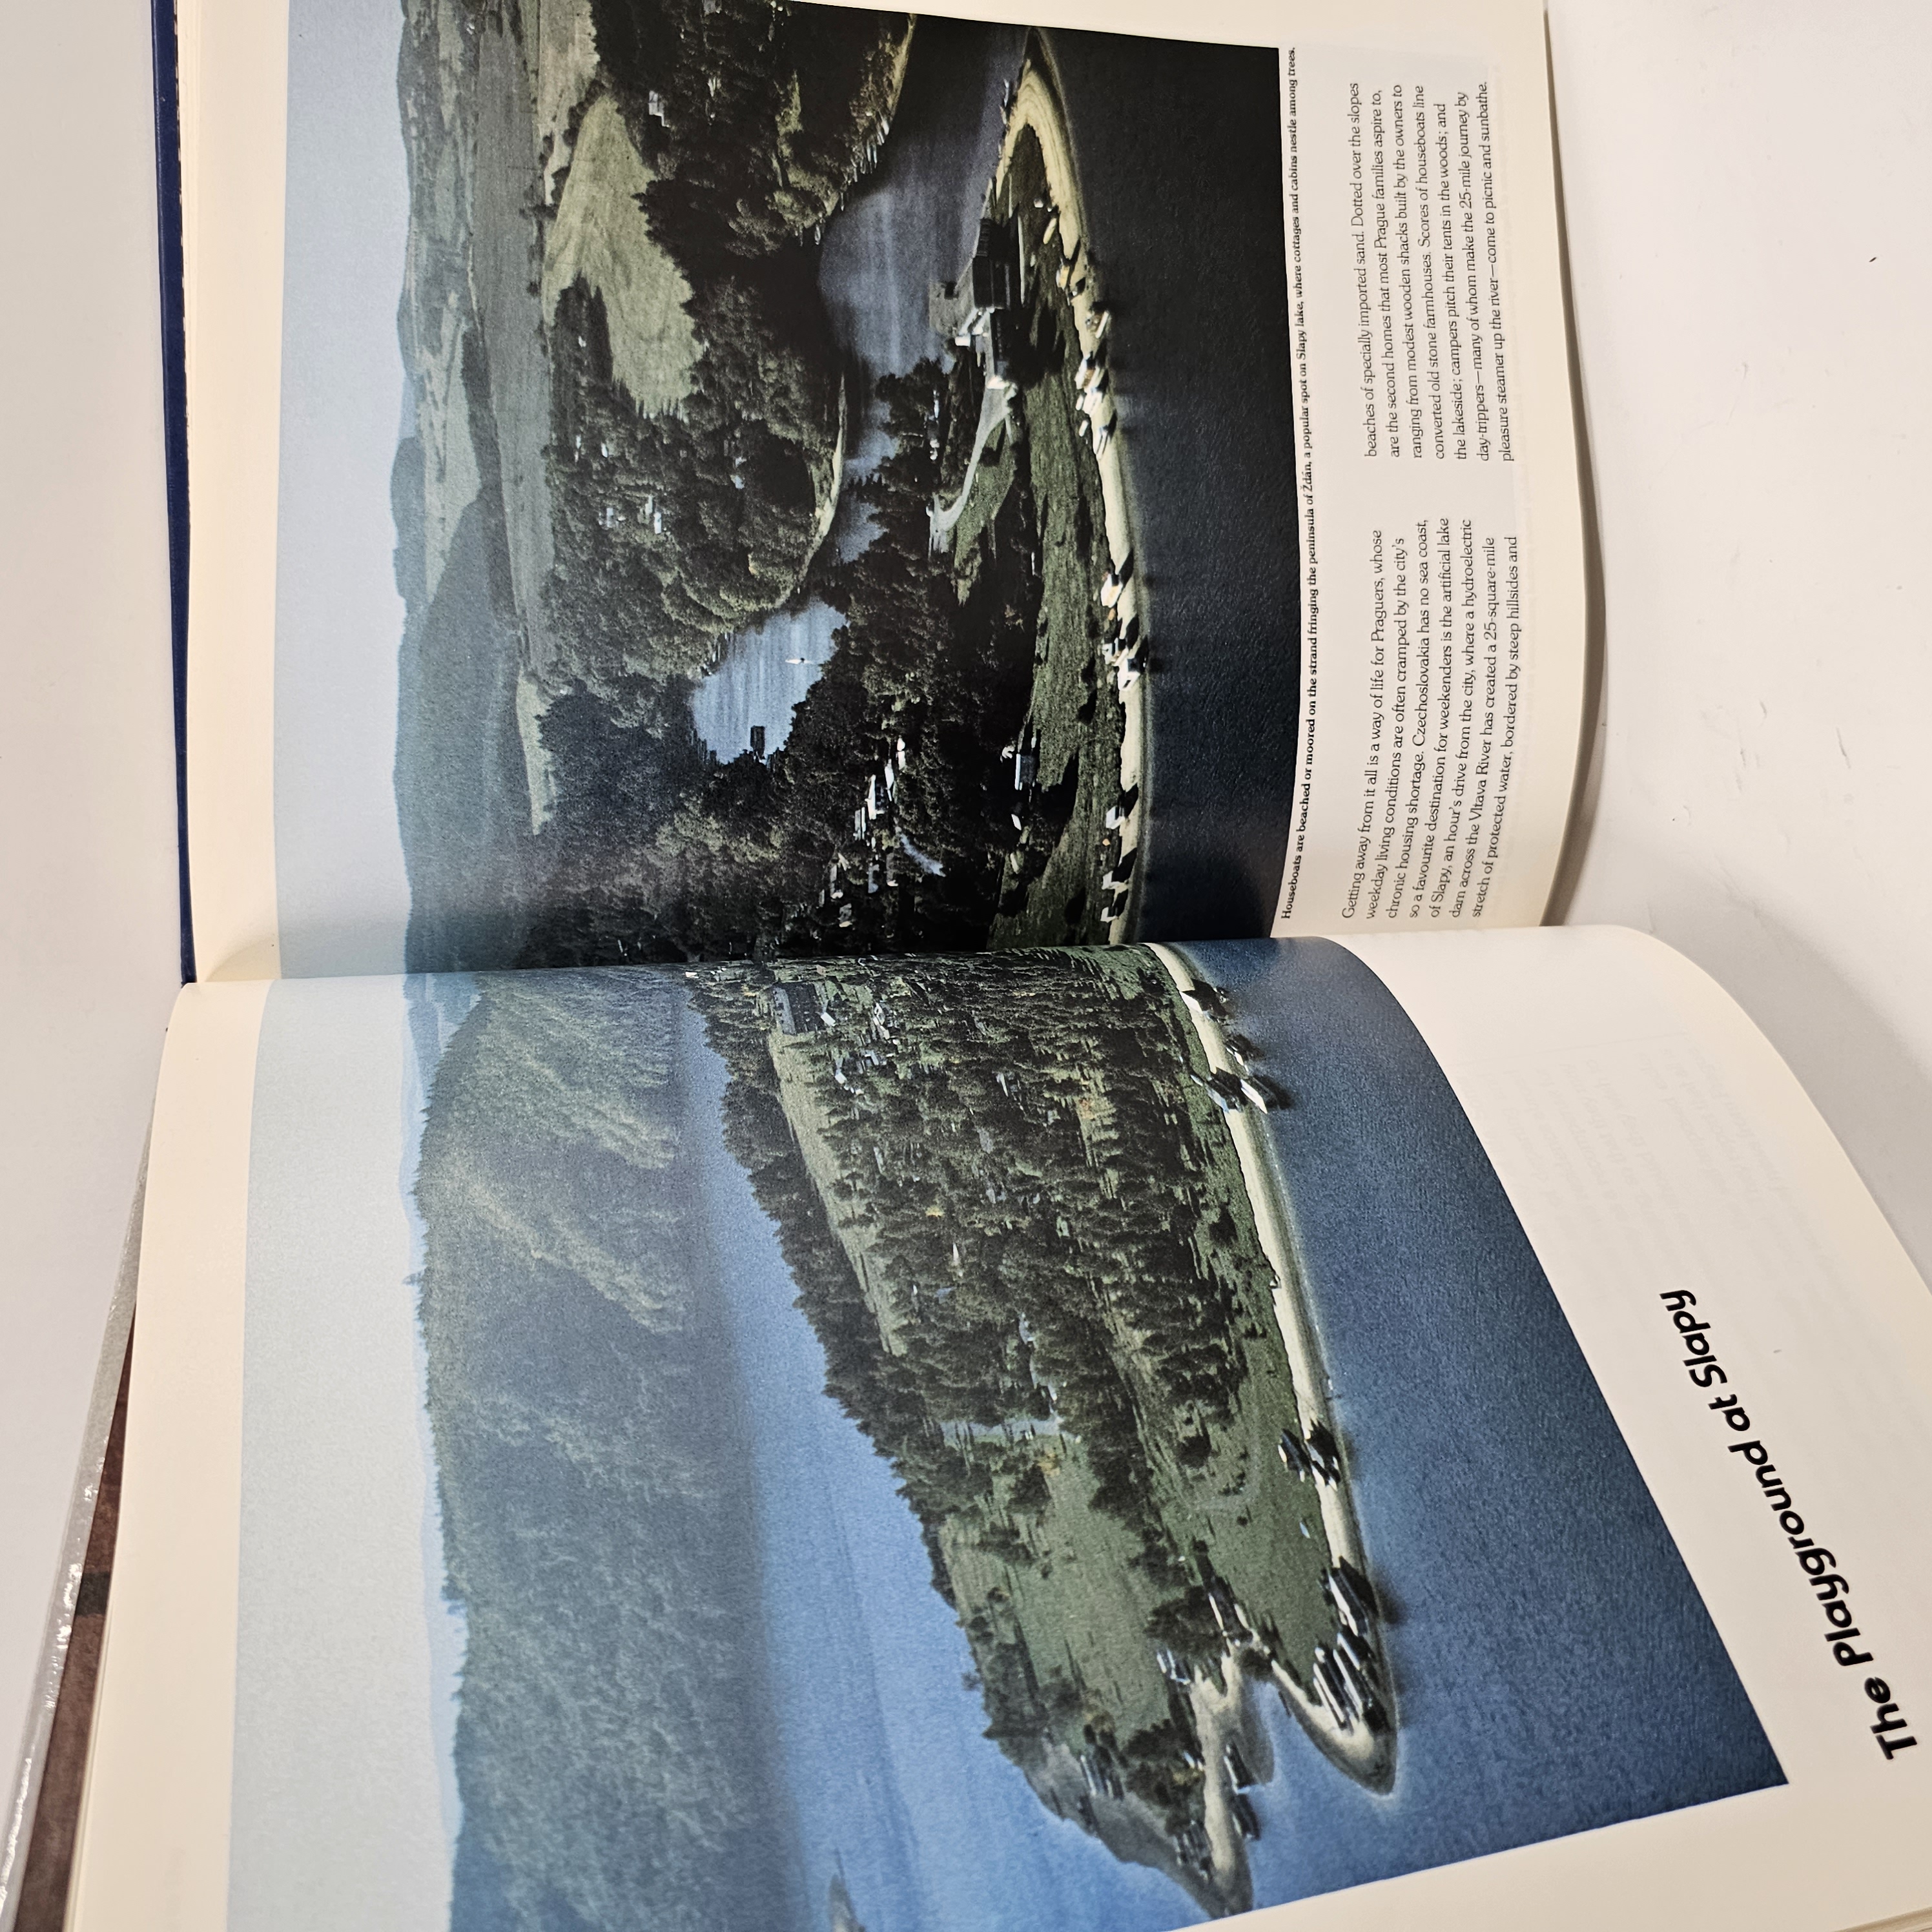 The Playground at Slapy
Houseboats are beached or moored on the strand fringing the peninsula of Ždáň, a popular spot on Slapy lake, where cottages and cabins nestle among trees.
Getting away from it all is a way of life for Praguers, whose
weekday living conditions are often cramped by the city's
chronic housing shortage. Czechoslovakia has no sea coast,
so a favourite destination for weekenders is the artificial lake
of Slapy, an hour's drive from the city, where a hydroelectric
dam across the Vltava River has created a 25-square-mile
stretch of protected water, bordered by steep hillsides and
beaches of specially imported sand. Dotted over the slopes
are the second homes that most Prague families aspire to,
ranging from modest wooden shacks built by the owners to
converted old stone farmhouses. Scores of houseboats line
the lakeside; campers pitch their tents in the woods; and
day-trippers—many of whom make the 25-mile journey by
pleasure steamer up the river—come to picnic and sunbathe.